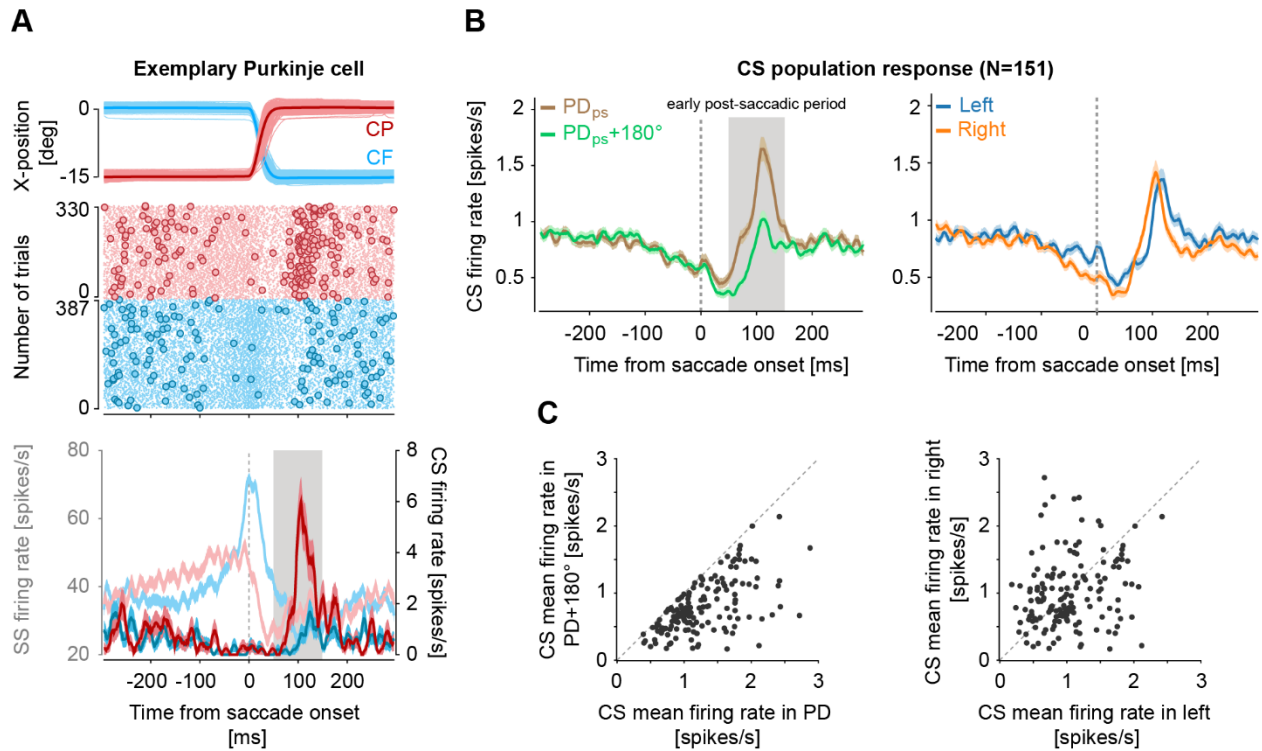 A
Exemplary Purkinje cell
X-position
[deg]
0
-15
CP
CF
Number of trials
330
0
387
0
SS firing rate [spikes/s]
80
60
40
20
CS firing rate [spikes/s]
8
6
4
2
0
-200 -100 0 100 200
Time from saccade onset
[ms]
B
CS population response (N=151)
CS firing rate [spikes/s]
2
1.5
1
0.5
PDps
PDps+180°
early post-saccadic period
-200 -100 0 100 200
Time from saccade onset [ms]
2
1.5
1
0.5
Left
Right
-200 -100 0 100 200
Time from saccade onset [ms]
C
CS mean firing rate in
PD+180° [spikes/s]
3
2
1
0
0 1 2 3
CS mean firing rate in PD
[spikes/s]
CS mean firing rate in right
[spikes/s]
3
2
1
0
0 1 2 3
CS mean firing rate in left
[spikes/s]